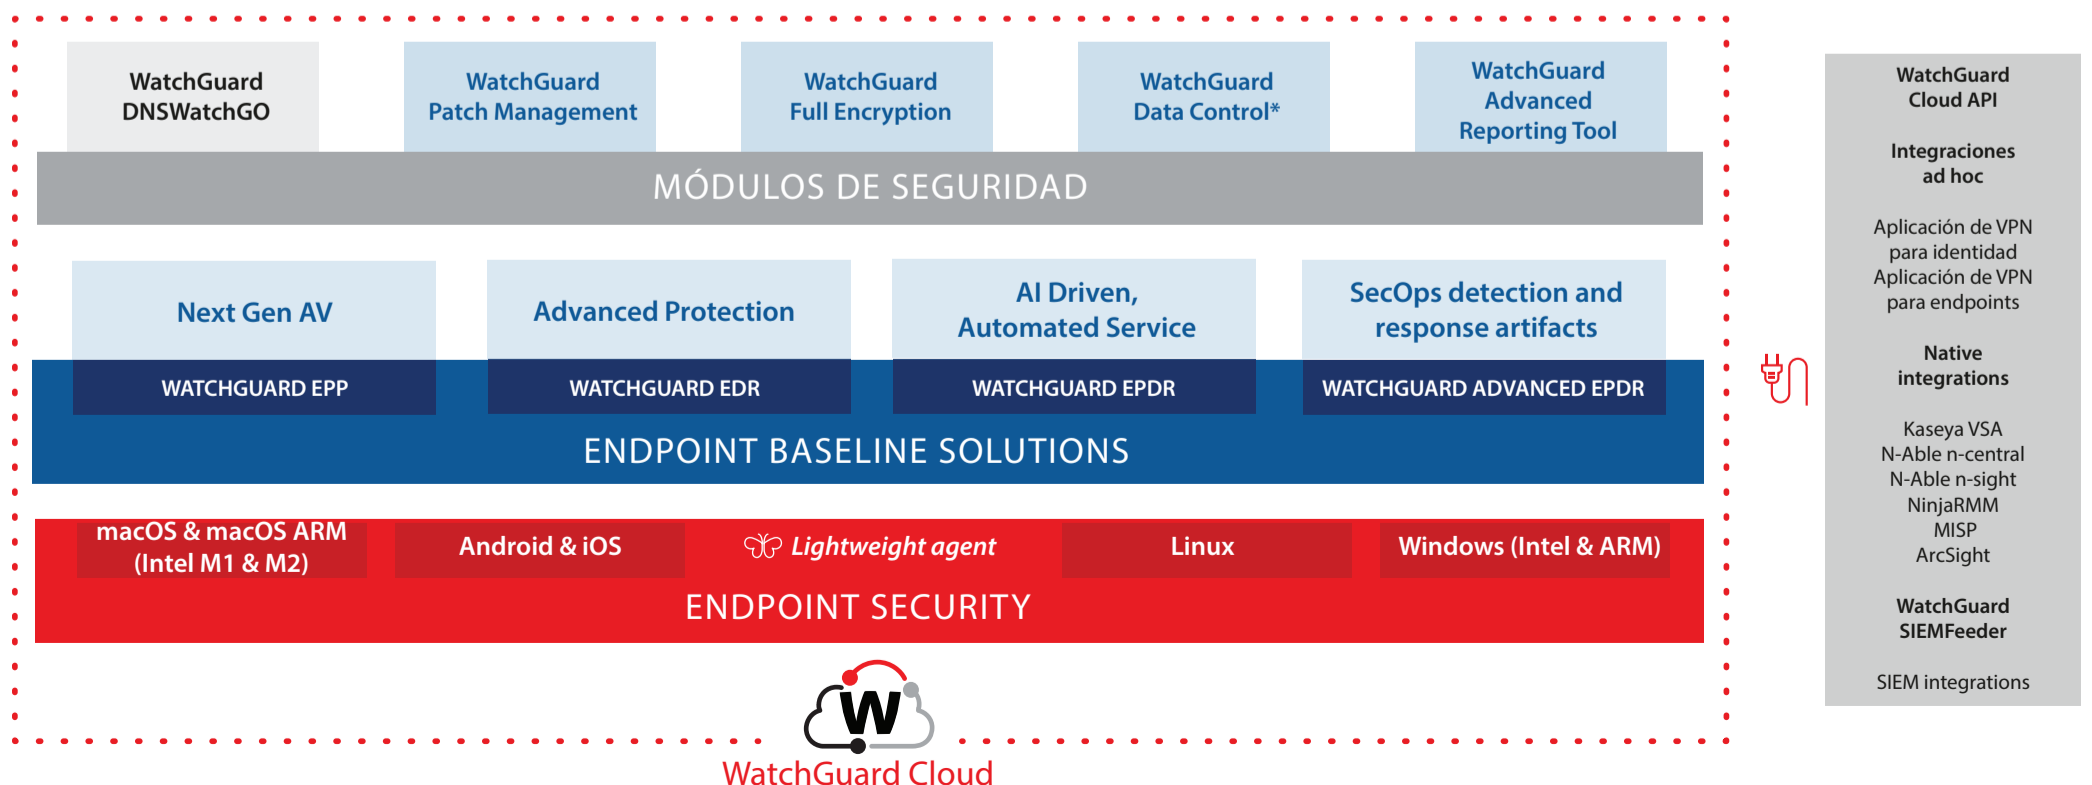 WatchGuard
DNSWatchGO
WatchGuard
Patch Management
WatchGuard
Full Encryption
WatchGuard
Data Control*
WatchGuard
Advanced
Reporting Tool
MÓDULOS DE SEGURIDAD
Next Gen AV
Advanced Protection
AI Driven,
Automated Service
SecOps detection and
response artifacts
WATCHGUARD EPP
WATCHGUARD EDR
WATCHGUARD EPDR
WATCHGUARD ADVANCED EPDR
ENDPOINT BASELINE SOLUTIONS
macOS & macOS ARM
(Intel M1 & M2)
Android & iOS
Lightweight agent
Linux
Windows (Intel & ARM)
ENDPOINT SECURITY
W
WatchGuard Cloud
WatchGuard
Cloud API
Integraciones
ad hoc
Aplicación de VPN
para identidad
Aplicación de VPN
para endpoints
Native
integrations
Kaseya VSA
N-Able n-central
N-Able n-sight
NinjaRMM
MISP
ArcSight
WatchGuard
SIEMFeeder
SIEM integrations